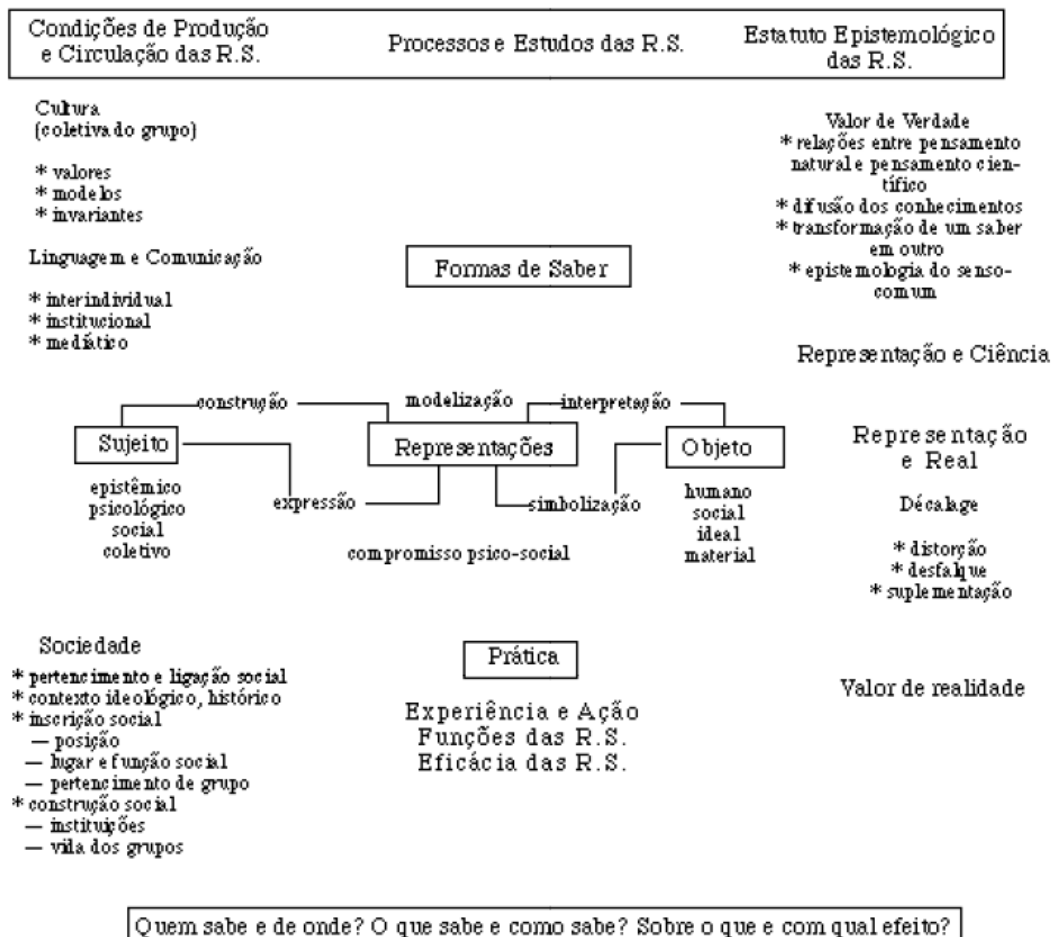 Condições de Produção
e Circulação das R.S.
Processos e Estudos das R.S.
Estatuto Epistemológico
das R.S.
Cultura
(coletiva do grupo)
* valores
* modelos
* invariantes
Linguagem e Comunicação
* interindividual
* institucional
* mediático
Formas de Saber
Valor de Verdade
* relações entre pensamento
natural e pensamento cien-
tífico
* difusão dos conhecimentos
* transformação de um saber
em outro
* epistemologia do senso-
comum
Representação e Ciência
construção
modelização
interpretação
Sujeito
Representações
Objeto
epistêmico
psicológico
social
coletivo
expressão
simbolização
humano
social
ideal
material
compromisso psico-social
Representação
e Real
Décalage
* distorção
* desfalque
* suplementação
Sociedade
* pertencimento e ligação social
* contexto ideológico, histórico
* inscrição social
— posição
— lugar e função social
— pertencimento de grupo
* construção social
— instituições
— vida dos grupos
Prática
Experiência e Ação
Funções das R.S.
Eficácia das R.S.
Valor de realidade
Quem sabe e de onde? O que sabe e como sabe? Sobre o que e com qual efeito?